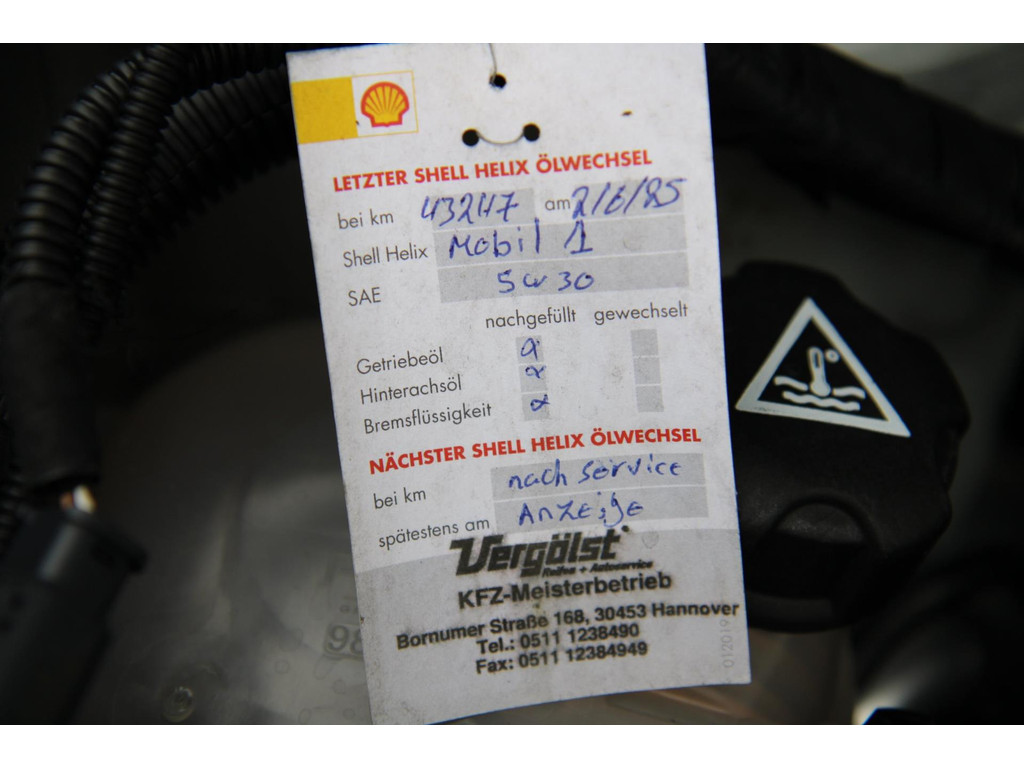 LETZTER SHELL HELIX ÖLWECHSEL
bei km 43247 am 2/6/25
Shell Helix Mobil 1
SAE 5w30
nachgefüllt gewechselt
Getriebeöl
Hinterachsöl
Bremsflüssigkeit
NÄCHSTER SHELL HELIX ÖLWECHSEL
bei km nach Service
spätestens am Anzeige
Vergölst
Reifen + Autoservice
KFZ-Meisterbetrieb
Bornumer Straße 168, 30453 Hannover
Tel.: 0511 1238490
Fax: 0511 12384949